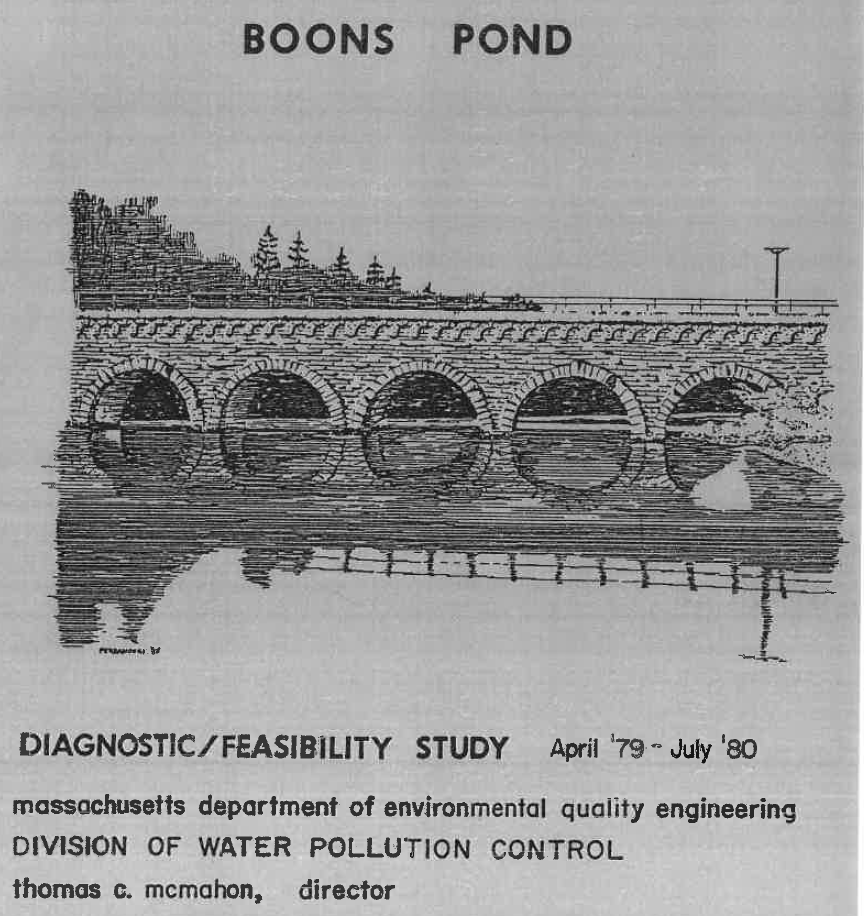 BOONS POND
DIAGNOSTIC/FEASIBILITY STUDY April '79 - July '80
massachusetts department of environmental quality engineering
DIVISION OF WATER POLLUTION CONTROL
thomas c. mcmahon, director